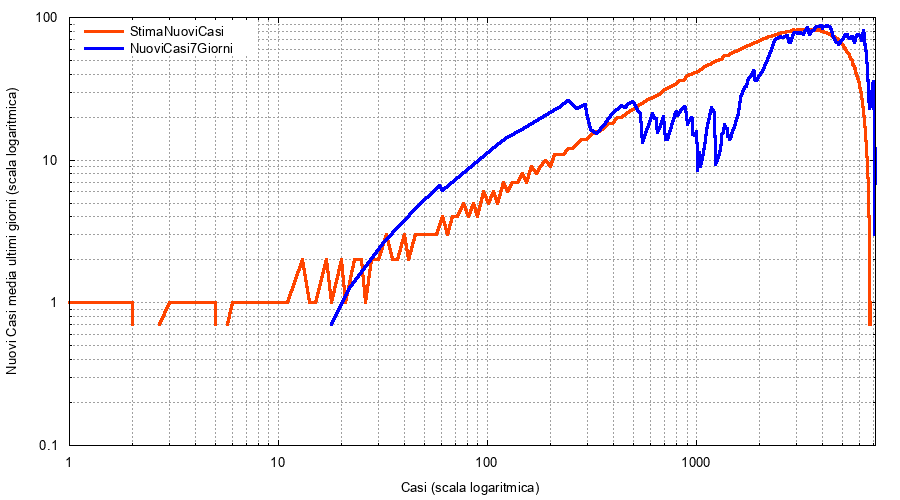 100
StimaNuoviCasi
NuoviCasi7Giorni
10
1
0.1
Nuovi Casi media ultimi giorni (scala logaritmica)
1
10
100
1000
Casi (scala logaritmica)